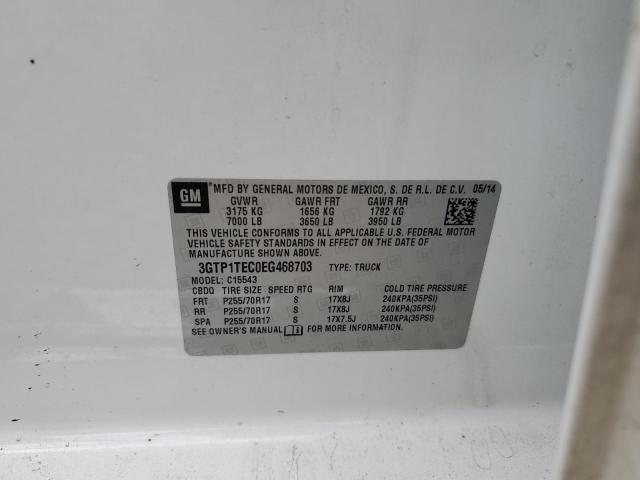 GM
MFD BY GENERAL MOTORS DE MEXICO, S. DE R.L. DE C.V. 05/14
GVWR GAWR FRT GAWR RR
3175 KG 1656 KG 1792 KG
7000 LB 3650 LB 3950 LB
THIS VEHICLE CONFORMS TO ALL APPLICABLE U.S. FEDERAL MOTOR
VEHICLE SAFETY STANDARDS IN EFFECT ON THE DATE OF
MANUFACTURE SHOWN ABOVE.
3GTP1TEC0EG468703 TYPE: TRUCK
MODEL: C15543
CBDQ TIRE SIZE SPEED RTG RIM COLD TIRE PRESSURE
FRT P255/70R17 S 17X8J 240KPA(35PSI)
RR P255/70R17 S 17X8J 240KPA(35PSI)
SPA P255/70R17 S 17X7.5J 240KPA(35PSI)
SEE OWNER'S MANUAL FOR MORE INFORMATION.